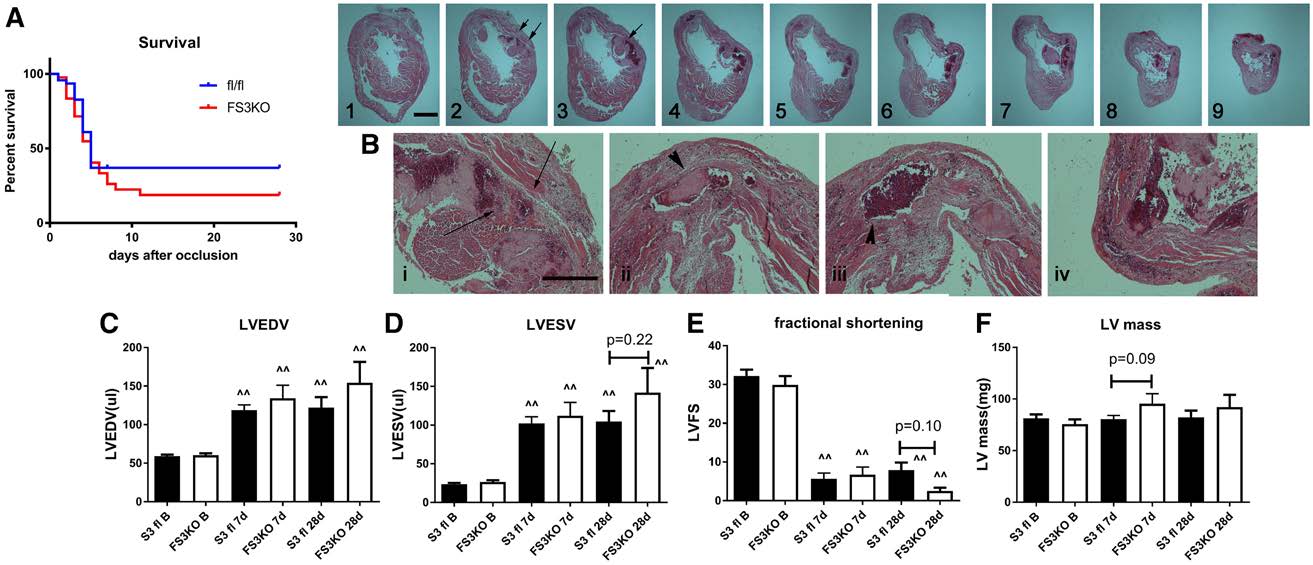 A
Survival
Percent survival
100
50
0
0 10 20 30
days after occlusion
fl/fl
FS3KO
1 2 3 4 5 6 7 8 9
B
i ii iii iv
C
LVEDV
LVEDV(ul)
200
150
100
50
0
^^ ^^ ^^ ^^
S3 fl B
FS3KO B
S3 fl 7d
FS3KO 7d
S3 fl 28d
FS3KO 28d
D
LVESV
LVESV(ul)
200
150
100
50
0
p=0.22
^^ ^^ ^^ ^^
S3 fl B
FS3KO B
S3 fl 7d
FS3KO 7d
S3 fl 28d
FS3KO 28d
E
fractional shortening
LVFS
40
30
20
10
0
p=0.10
^^ ^^ ^^ ^^
S3 fl B
FS3KO B
S3 fl 7d
FS3KO 7d
S3 fl 28d
FS3KO 28d
F
LV mass
LV mass(mg)
150
100
50
0
p=0.09
S3 fl B
FS3KO B
S3 fl 7d
FS3KO 7d
S3 fl 28d
FS3KO 28d